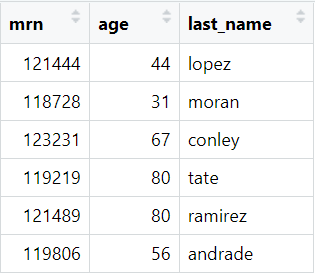 mrn age last_name
121444 44 lopez
118728 31 moran
123231 67 conley
119219 80 tate
121489 80 ramirez
119806 56 andrade